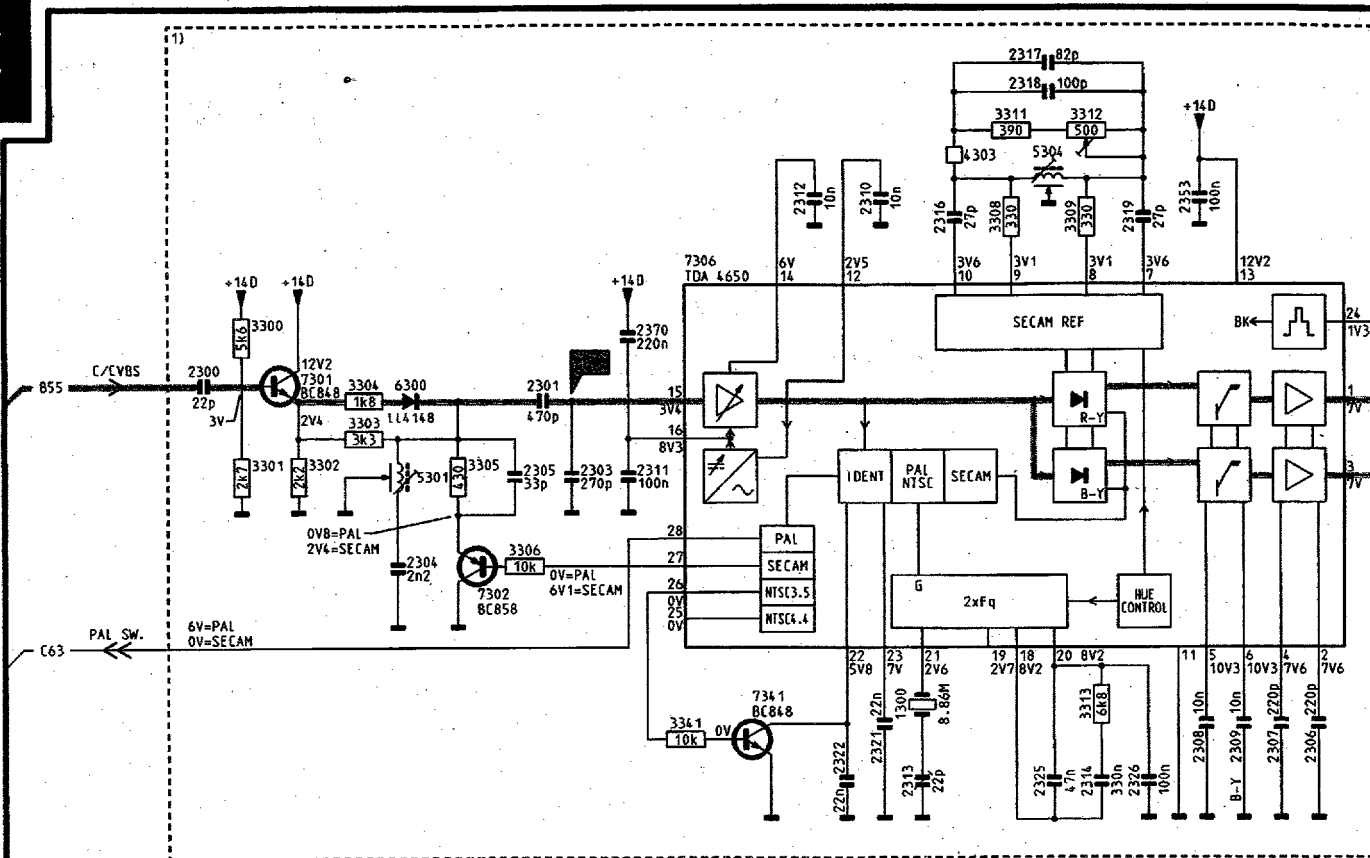 1)
2317 82p
2318 100p
3311 3312
390 500
+14D
4303
5304
2312
10n
2310
10n
2316
27p
3308
330
3309
330
2319
27p
2353
100n
7306
TDA 4650
6V
14
2V5
12
3V6
10
3V1
9
3V1
8
3V6
7
12V2
13
+14D
+14D
+14D
3300
5k6
2370
220n
SECAM REF
BK
24
1V3
855
C/CVBS
2300
22p
12V2
7301
BC848
3304
1k8
6300
LL4148
2301
470p
15
3V4
1
7V
3V
2V4
3303
3k3
16
8V3
R-Y
3301
2k7
3302
2k2
5301
3305
430
2305
33p
2303
270p
2311
100n
IDENT
PAL
NTSC
SECAM
B-Y
3
7V
0V8=PAL
2V4=SECAM
28
PAL
2304
2n2
3306
10k
0V=PAL
6V1=SECAM
27
SECAM
7302
BC858
26
0V
NTSC3.5
25
0V
NTSC4.4
G
2xFq
HUE
CONTROL
C63
PAL SW.
6V=PAL
0V=SECAM
22
5V8
23
7V
21
2V6
19
2V7
18
8V2
20 8V2
11
5
10V3
6
10V3
4
7V6
2
7V6
7341
BC848
3341
10k
0V
2322
22n
2321
22n
1300
8.86M
2313
22p
3313
6k8
2325
47n
2314
330n
2326
100n
2308
10n
B-Y
2309
10n
2307
220p
2306
220p